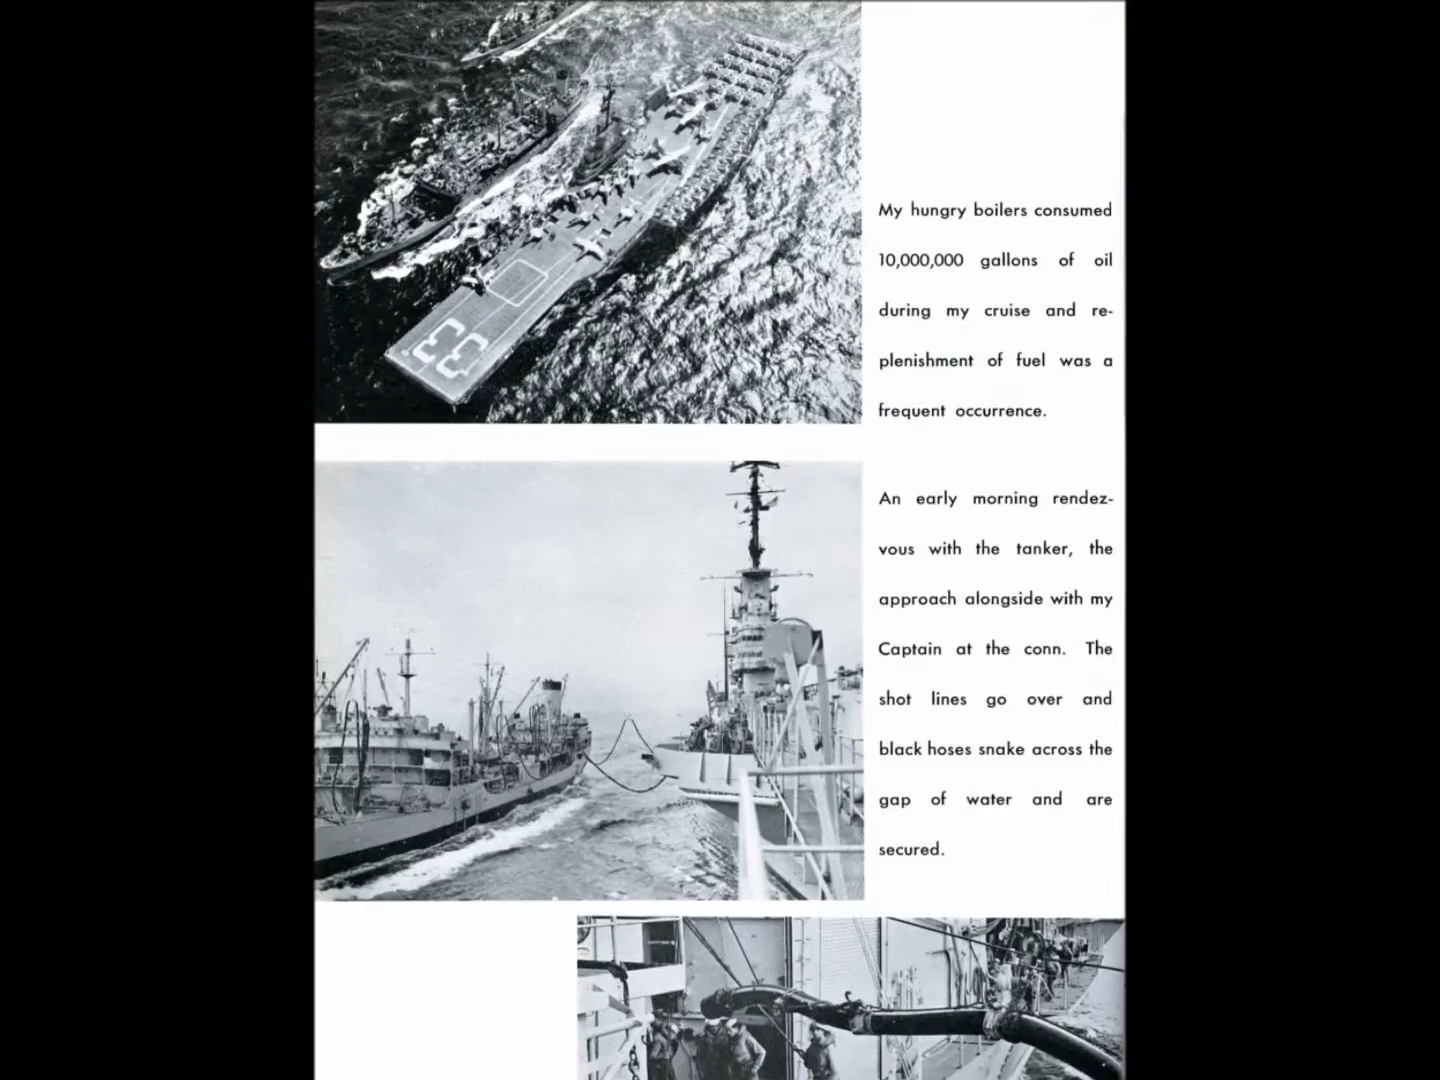 33
My hungry boilers consumed
10,000,000 gallons of oil
during my cruise and re-
plenishment of fuel was a
frequent occurrence.
An early morning rendez-
vous with the tanker, the
approach alongside with my
Captain at the conn. The
shot lines go over and
black hoses snake across the
gap of water and are
secured.